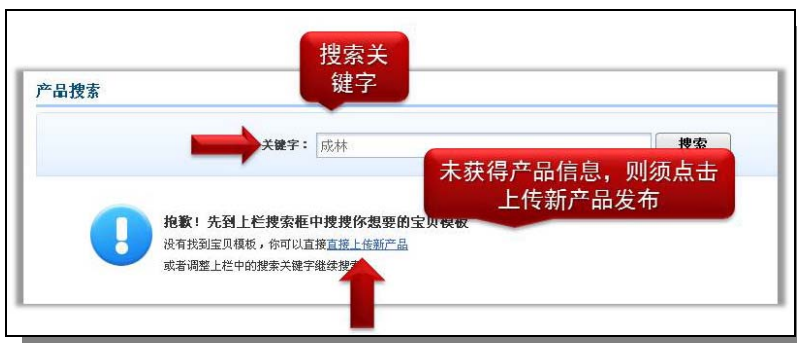 搜索关
键字
产品搜索
关键字：
成林
搜索
未获得产品信息，则须点击
上传新产品发布
抱歉！先到上栏搜索框中搜搜你想要的宝贝模板
没有找到宝贝模板，你可以直接直接上传新产品
或者调整上栏中的搜索关键字继续搜索